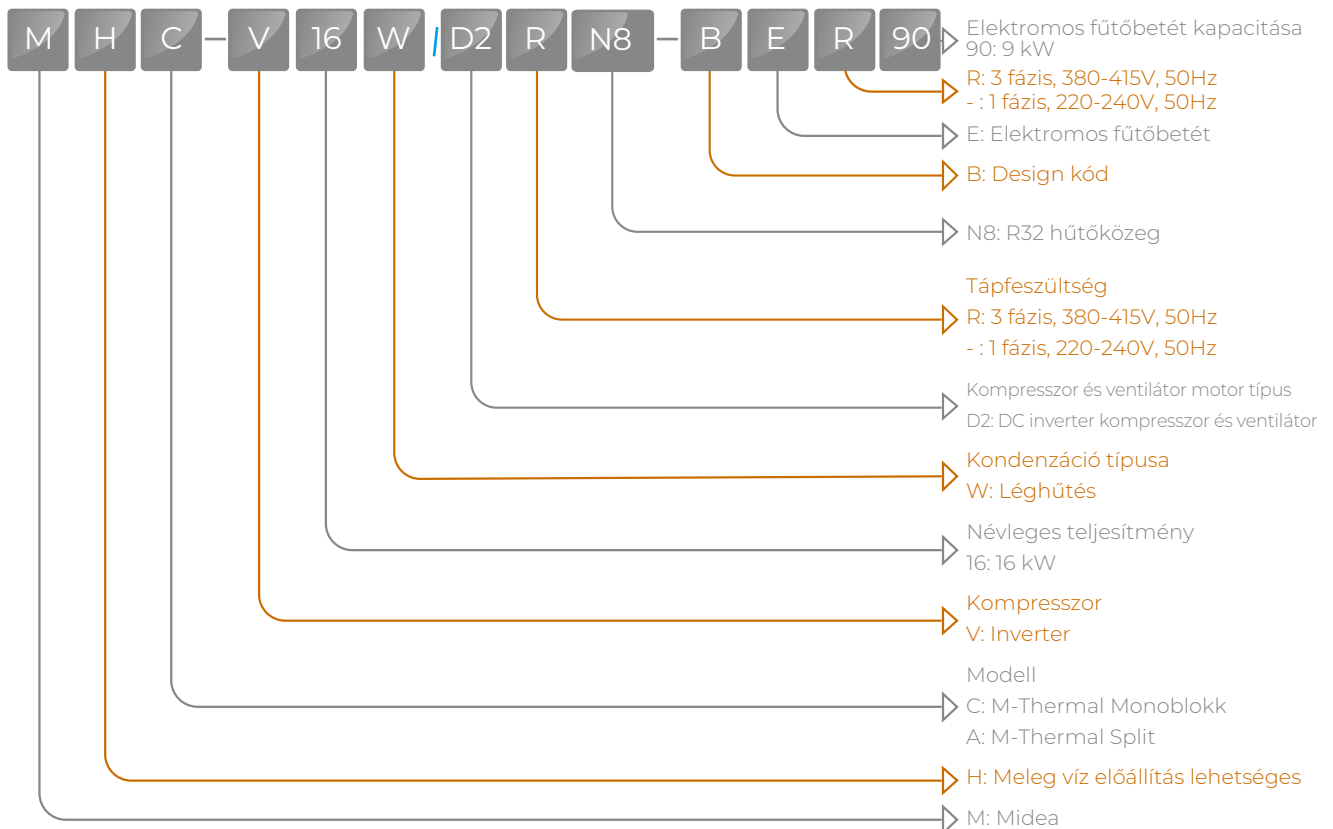 M H C – V 16 W / D2 R N8 – B E R 90
Elektromos fűtőbetét kapacitása
90: 9 kW
R: 3 fázis, 380-415V, 50Hz
- : 1 fázis, 220-240V, 50Hz
E: Elektromos fűtőbetét
B: Design kód
N8: R32 hűtőközeg
Tápfeszültség
R: 3 fázis, 380-415V, 50Hz
- : 1 fázis, 220-240V, 50Hz
Kompresszor és ventilátor motor típus
D2: DC inverter kompresszor és ventilátor
Kondenzáció típusa
W: Léghűtés
Névleges teljesítmény
16: 16 kW
Kompresszor
V: Inverter
Modell
C: M-Thermal Monoblokk
A: M-Thermal Split
H: Meleg víz előállítás lehetséges
M: Midea